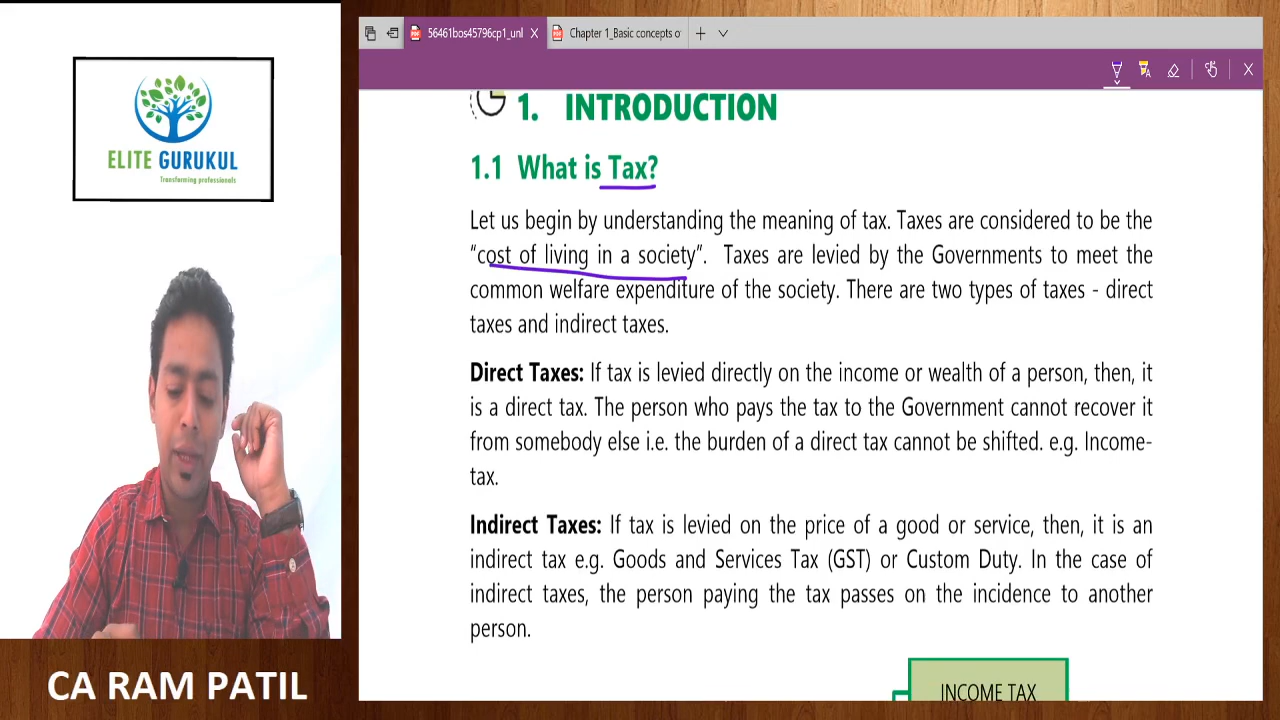 ELITE GURUKUL
Transforming professionals
CA RAM PATIL
56461bos45796cp1_unl
Chapter 1_Basic concepts o
1. INTRODUCTION
1.1 What is Tax?
Let us begin by understanding the meaning of tax. Taxes are considered to be the
“cost of living in a society”. Taxes are levied by the Governments to meet the
common welfare expenditure of the society. There are two types of taxes - direct
taxes and indirect taxes.
Direct Taxes: If tax is levied directly on the income or wealth of a person, then, it
is a direct tax. The person who pays the tax to the Government cannot recover it
from somebody else i.e. the burden of a direct tax cannot be shifted. e.g. Income-
tax.
Indirect Taxes: If tax is levied on the price of a good or service, then, it is an
indirect tax e.g. Goods and Services Tax (GST) or Custom Duty. In the case of
indirect taxes, the person paying the tax passes on the incidence to another
person.
INCOME TAX